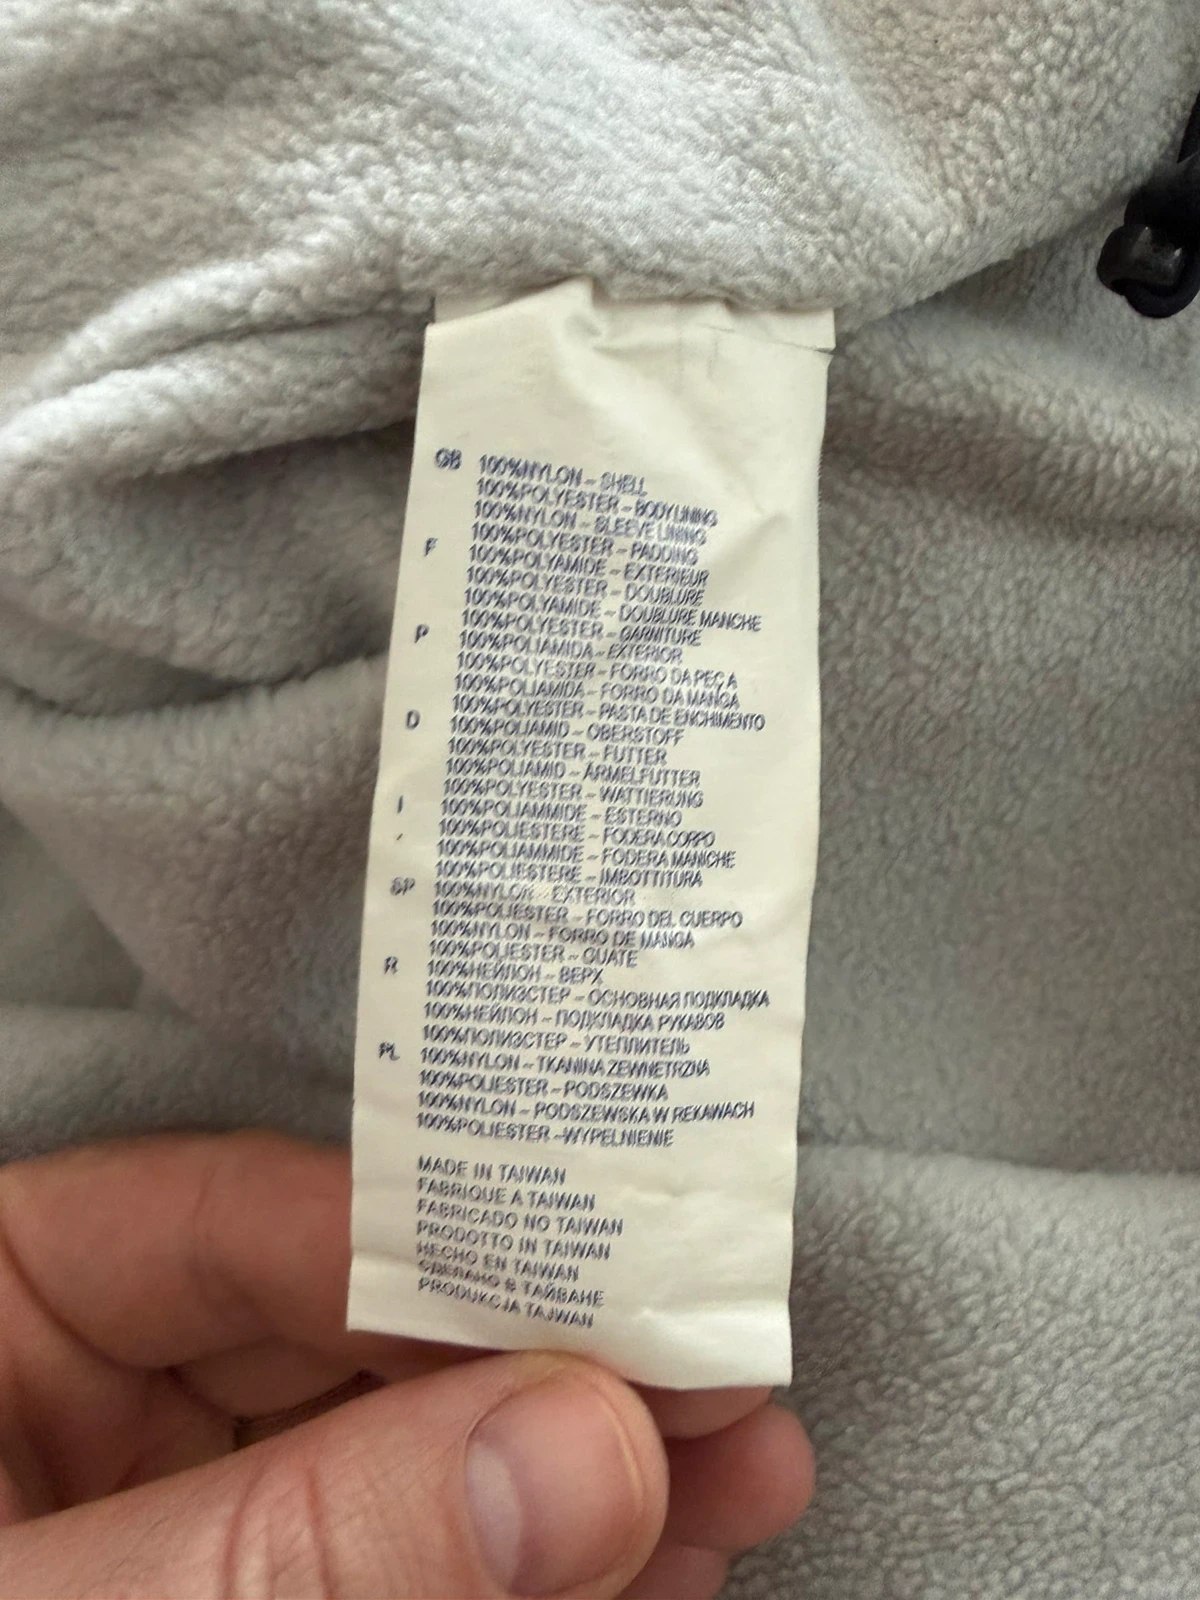 GB 100%NYLON – SHELL
100%POLYESTER – BODYLINING
100%NYLON – SLEEVE LINING
100%POLYESTER – PADDING
F 100%POLYAMIDE – EXTERIEUR
100%POLYESTER – DOUBLURE
100%POLYAMIDE – DOUBLURE MANCHE
100%POLYESTER – GARNITURE
P 100%POLIAMIDA – EXTERIOR
100%POLYESTER – FORRO DA PEÇA
100%POLIAMIDA – FORRO DA MANGA
100%POLYESTER – PASTA DE ENCHIMENTO
D 100%POLIAMID – OBERSTOFF
100%POLYESTER – FUTTER
100%POLIAMID – ARMELFUTTER
100%POLYESTER – WATTIERUNG
I 100%POLIAMMIDE – ESTERNO
100%POLIESTERE – FODERA CORPO
100%POLIAMMIDE – FODERA MANICHE
100%POLIESTERE – IMBOTTITURA
SP 100%NYLON – EXTERIOR
100%POLIESTER – FORRO DEL CUERPO
100%NYLON – FORRO DE MANGA
100%POLIESTER – GUATE
R 100%НЕЙЛОН – ВЕРХ
100%ПОЛИЭСТЕР – ОСНОВНАЯ ПОДКЛАДКА
100%НЕЙЛОН – ПОДКЛАДКА РУКАВОВ
100%ПОЛИЭСТЕР – УТЕПЛИТЕЛЬ
PL 100%NYLON – TKANINA ZEWNETRZNA
100%POLIESTER – PODSZEWKA
100%NYLON – PODSZEWSKA W REKAWACH
100%POLIESTER –WYPELNIENIE
MADE IN TAIWAN
FABRIQUE A TAIWAN
FABRICADO NO TAIWAN
PRODOTTO IN TAIWAN
HECHO EN TAIWAN
СДЕЛАНО В ТАЙВАНЕ
PRODUKCJA TAJWAN